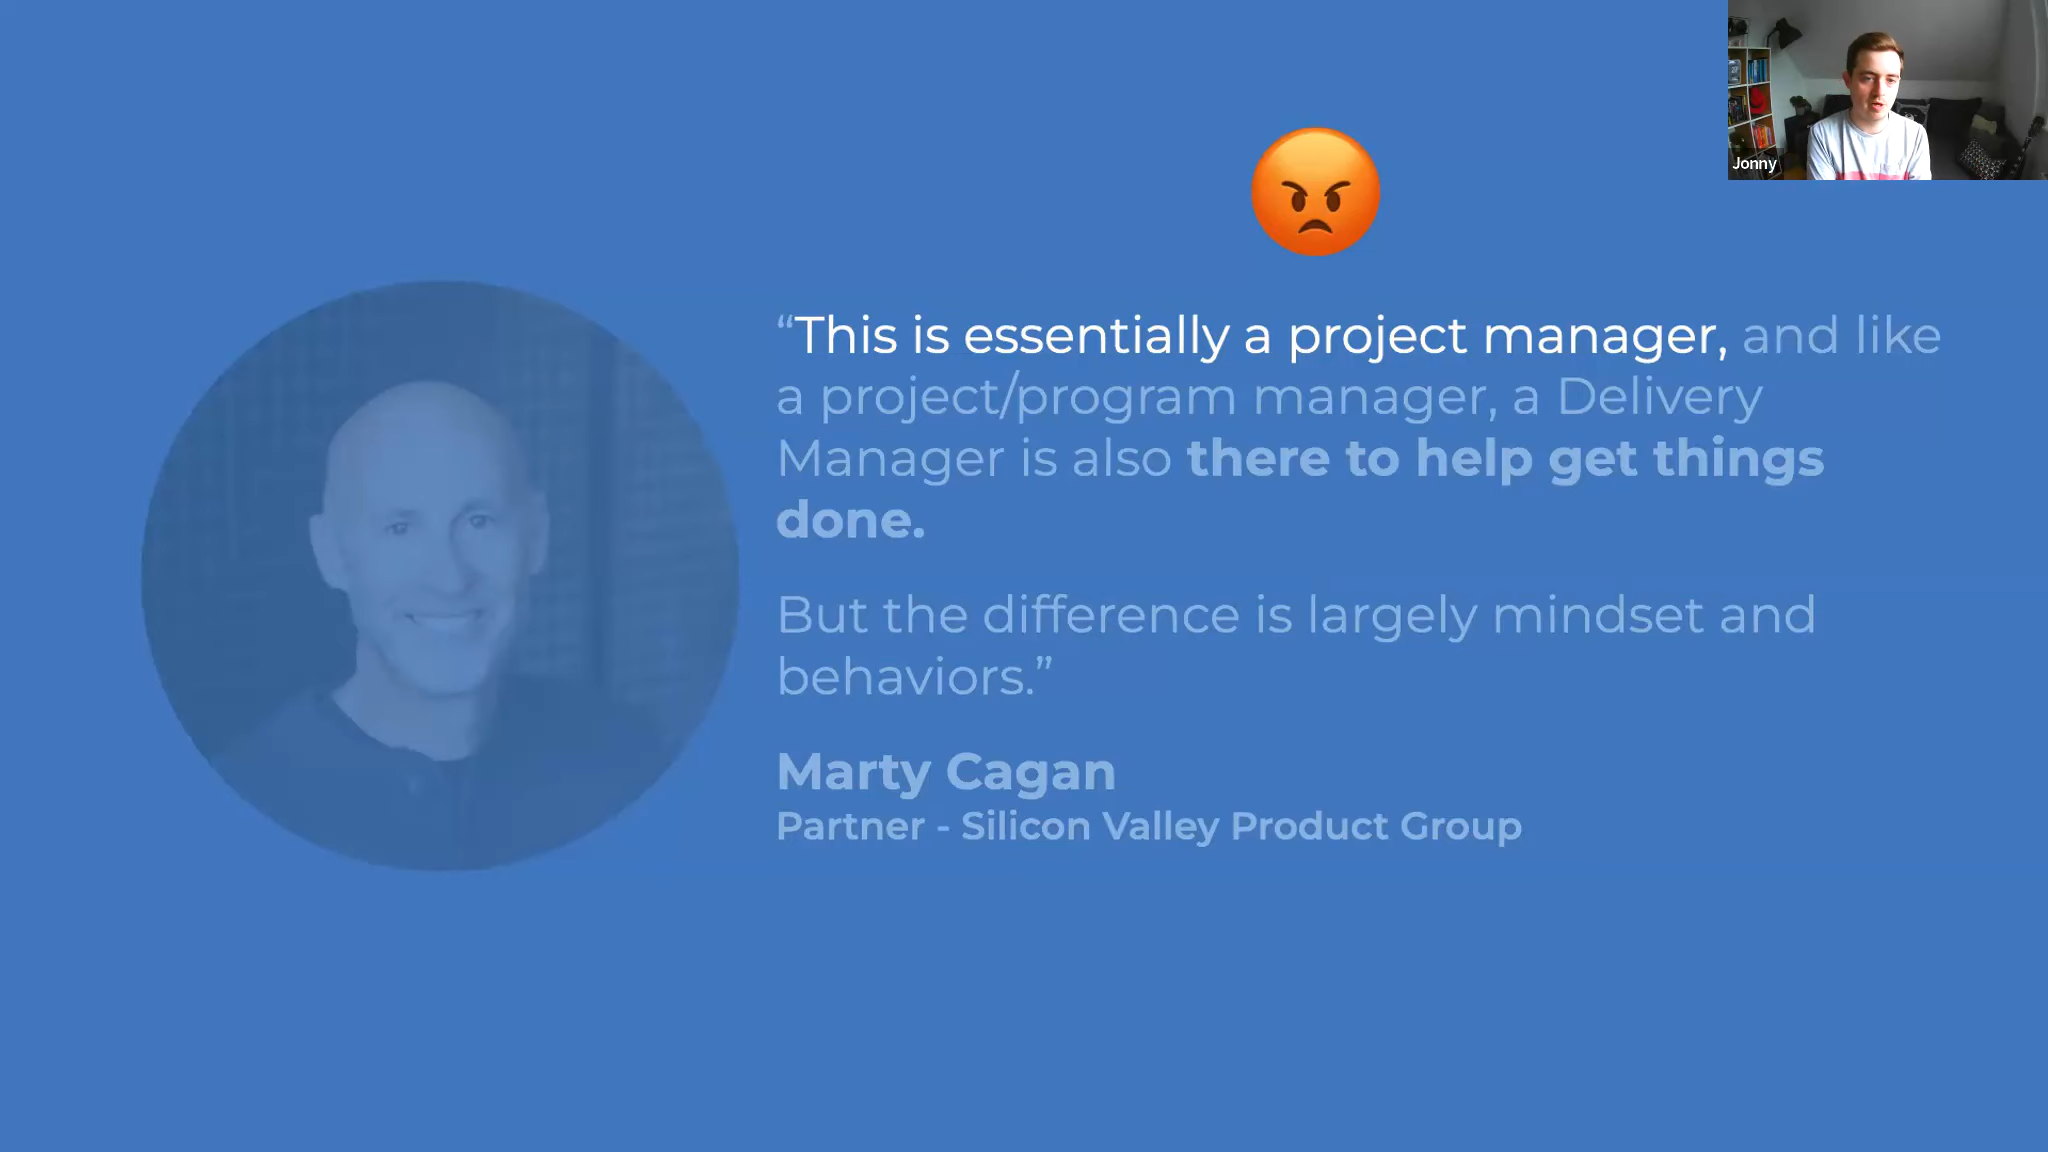 Jonny
“This is essentially a project manager, and like
a project/program manager, a Delivery
Manager is also there to help get things
done.
But the difference is largely mindset and
behaviors.”
Marty Cagan
Partner - Silicon Valley Product Group